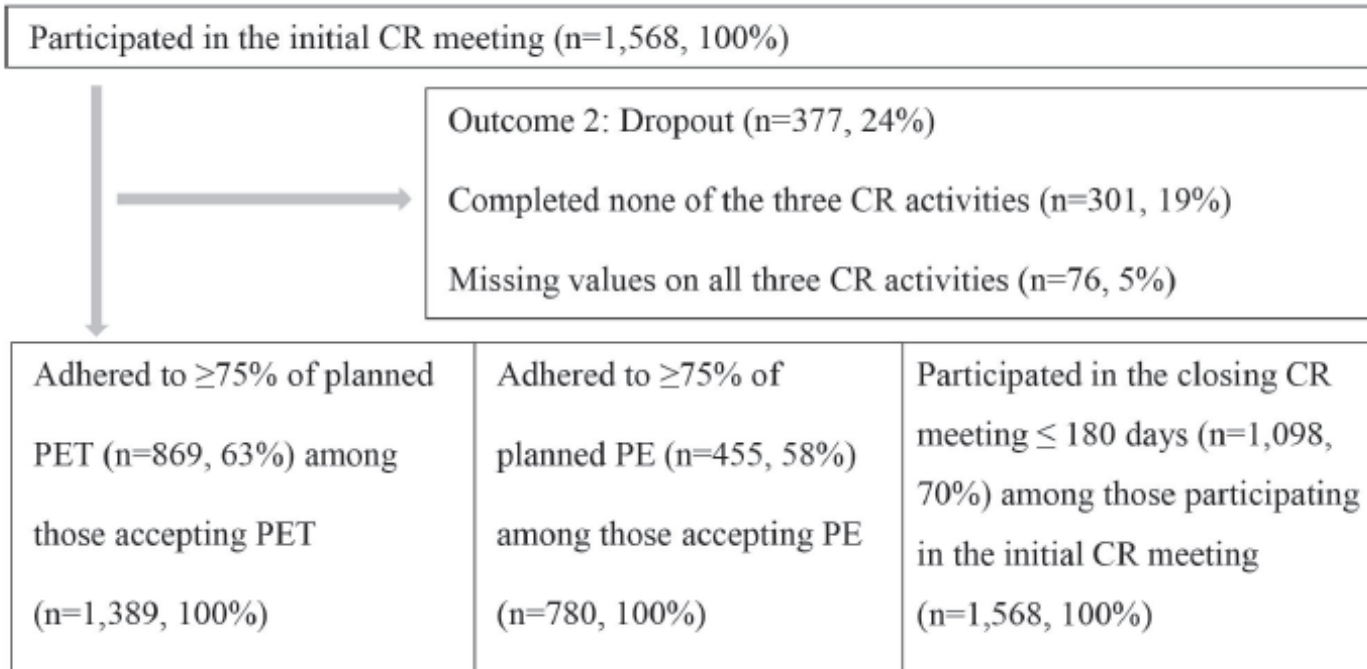 Participated in the initial CR meeting (n=1,568, 100%)
Outcome 2: Dropout (n=377, 24%)
Completed none of the three CR activities (n=301, 19%)
Missing values on all three CR activities (n=76, 5%)
Adhered to ≥75% of planned
PET (n=869, 63%) among
those accepting PET
(n=1,389, 100%)
Adhered to ≥75% of
planned PE (n=455, 58%)
among those accepting PE
(n=780, 100%)
Participated in the closing CR
meeting ≤ 180 days (n=1,098,
70%) among those participating
in the initial CR meeting
(n=1,568, 100%)